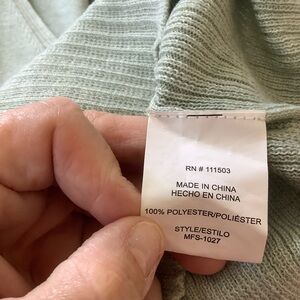 RN # 111503
MADE IN CHINA
HECHO EN CHINA
100% POLYESTER/POLIÉSTER
STYLE/ESTILO
MFS-1027